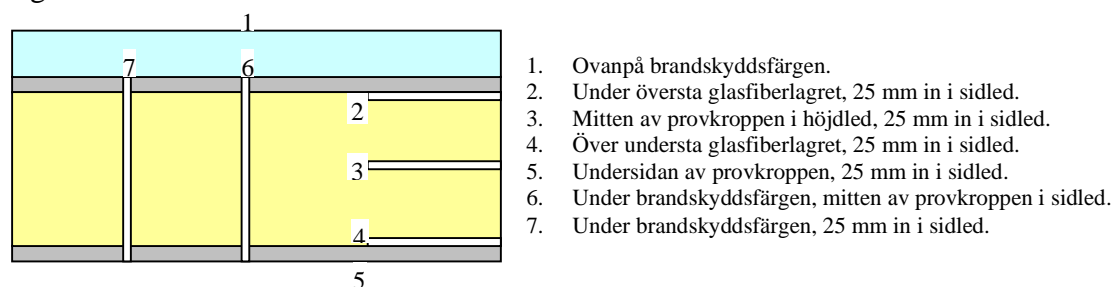 1
7
6
2
3
4
5
1. Ovanpå brandskyddsfärgen.
2. Under översta glasfiberlagret, 25 mm in i sidled.
3. Mitten av provkroppen i höjdled, 25 mm in i sidled.
4. Över understa glasfiberlagret, 25 mm in i sidled.
5. Undersidan av provkroppen, 25 mm in i sidled.
6. Under brandskyddsfärgen, mitten av provkroppen i sidled.
7. Under brandskyddsfärgen, 25 mm in i sidled.